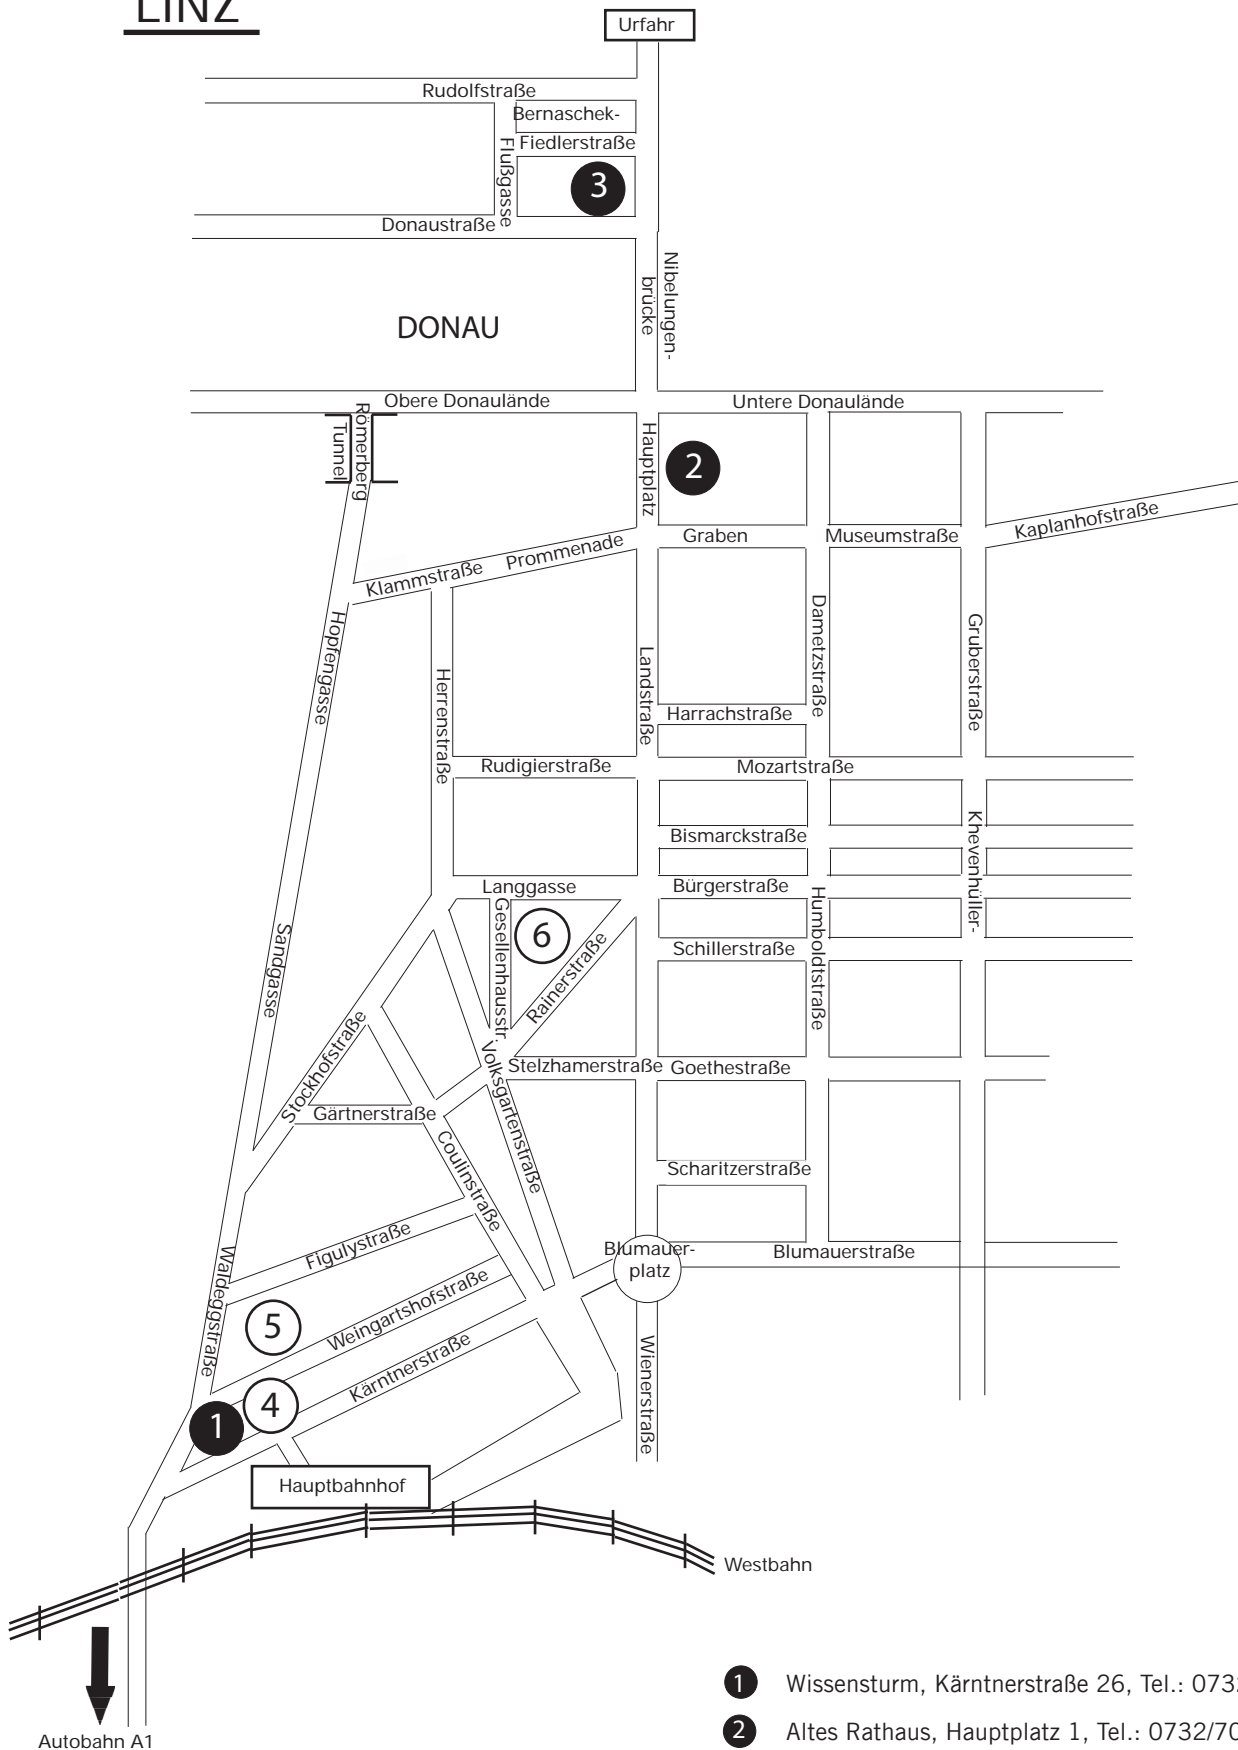 LINZ
Urfahr
Rudolfstraße
Bernaschek-
Fiedlerstraße
Flußgasse
3
Donaustraße
Nibelungen-
brücke
DONAU
Obere Donaulände
Untere Donaulände
Römerberg
Tunnel
Hauptplatz
2
Graben
Museumstraße
Kaplanhofstraße
Prommenade
Klammstraße
Hopfengasse
Herrenstraße
Landstraße
Dametzstraße
Gruberstraße
Harrachstraße
Rudigierstraße
Mozartstraße
Bismarckstraße
Khevenhüller-
Langgasse
Bürgerstraße
Gesellenhausstr.
6
Rainerstraße
Humboldtstraße
Schillerstraße
Sandgasse
Stockhofstraße
Volksgartenstraße
Stelzhamerstraße
Goethestraße
Gärtnerstraße
Coulinstraße
Scharitzerstraße
Figulystraße
Blumauer-
platz
Blumauerstraße
Waldeggstraße
5
Weingartshofstraße
Kärntnerstraße
Wienerstraße
4
1
Hauptbahnhof
Westbahn
Autobahn A1
1 Wissensturm, Kärntnerstraße 26, Tel.: 073
2 Altes Rathaus, Hauptplatz 1, Tel.: 0732/70